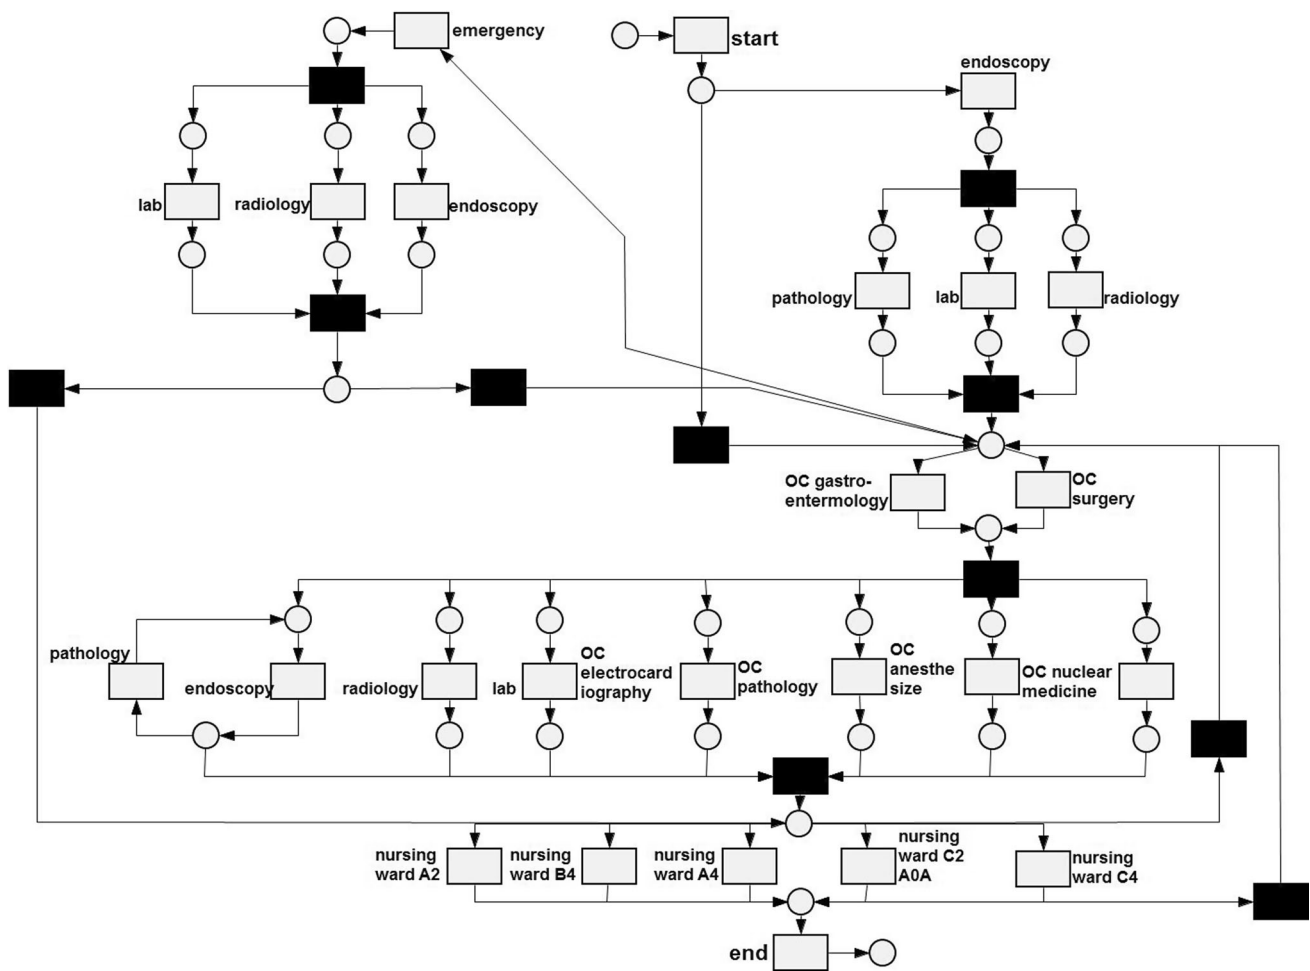 emergency
start
endoscopy
lab
radiology
endoscopy
pathology
lab
radiology
OC gastro-
entermology
OC
surgery
pathology
endoscopy
radiology
lab
OC
electrocard
iography
OC
pathology
OC
anesthe
size
OC nuclear
medicine
nursing
ward A2
nursing
ward B4
nursing
ward A4
nursing
ward C2
A0A
nursing
ward C4
end